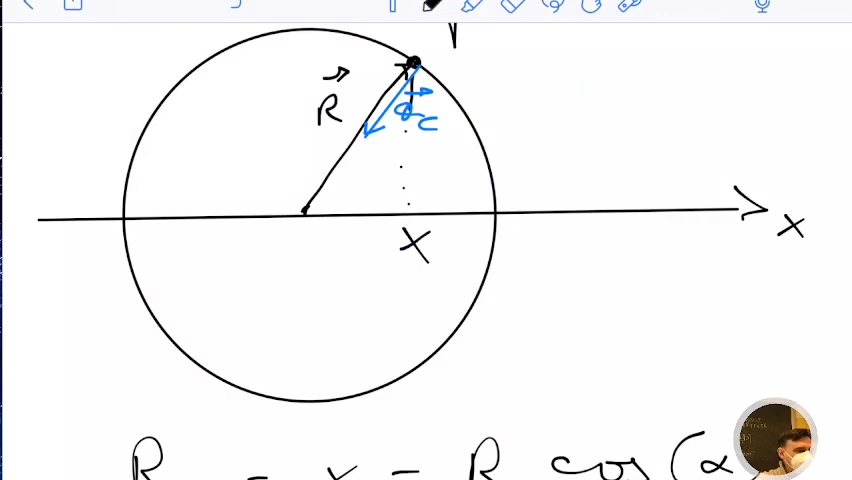 R
a_c
X
x
R = x = R cos(α